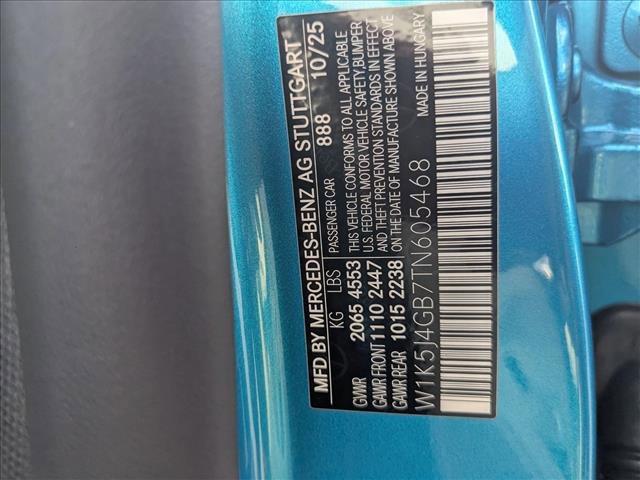 MFD BY MERCEDES-BENZ AG STUTTGART
KG LBS PASSENGER CAR 888 10/25
GVWR 2065 4553 THIS VEHICLE CONFORMS TO ALL APPLICABLE
GAWR FRONT 1110 2447 U.S. FEDERAL MOTOR VEHICLE SAFETY, BUMPER
GAWR REAR 1015 2238 AND THEFT PREVENTION STANDARDS IN EFFECT
ON THE DATE OF MANUFACTURE SHOWN ABOVE
W1K5J4GB7TN605468 MADE IN HUNGARY